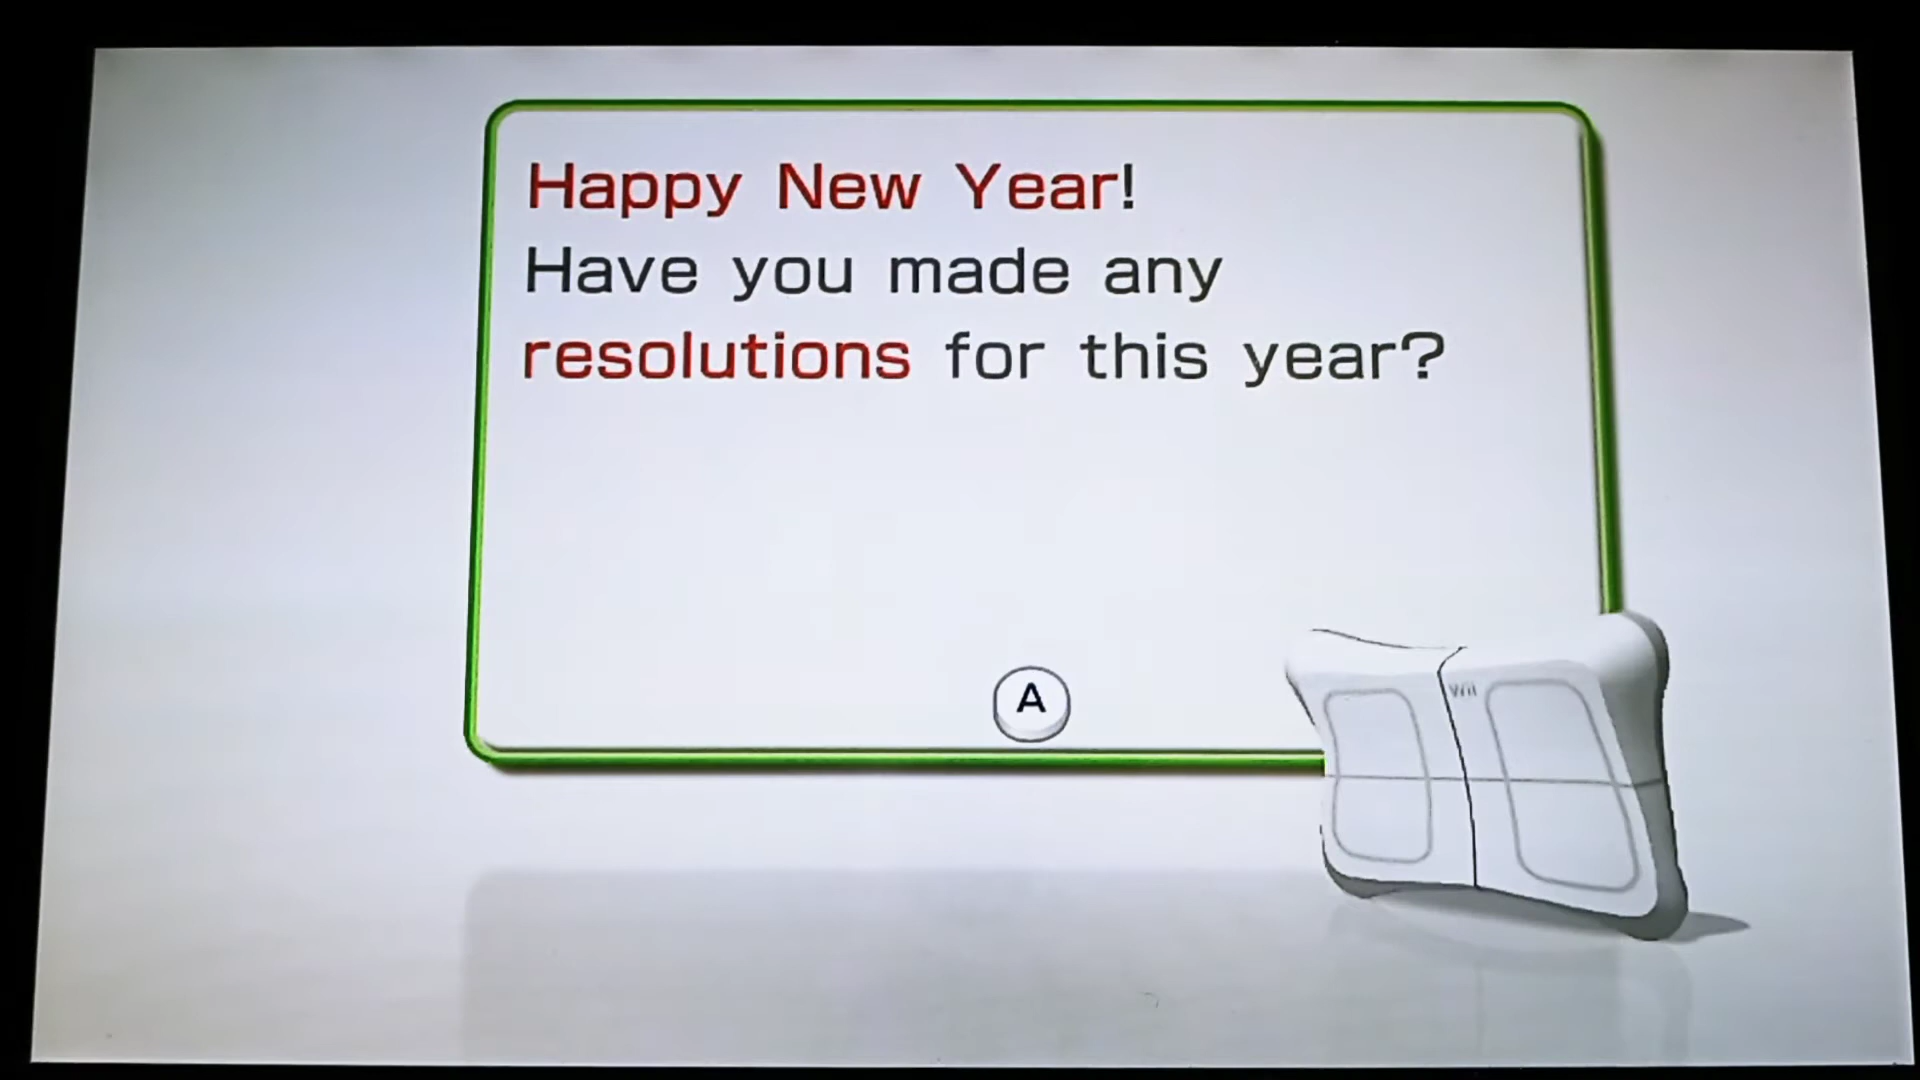 Happy New Year!
Have you made any
resolutions for this year?
A
Wii